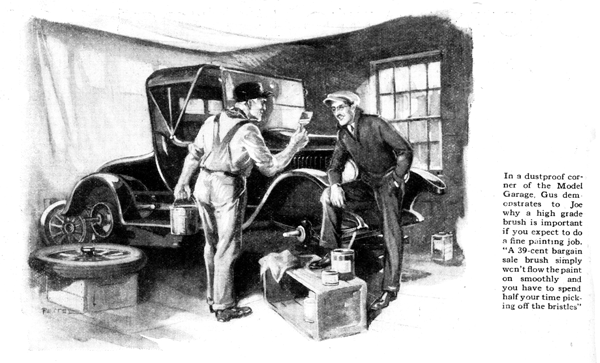 In a dustproof cor-
ner of the Model
Garage, Gus dem-
onstrates to Joe
why a high grade
brush is important
if you expect to do
a fine painting job.
"A 39-cent bargain
sale brush simply
won't flow the paint
on smoothly and
you have to spend
half your time pick-
ing off the bristles"